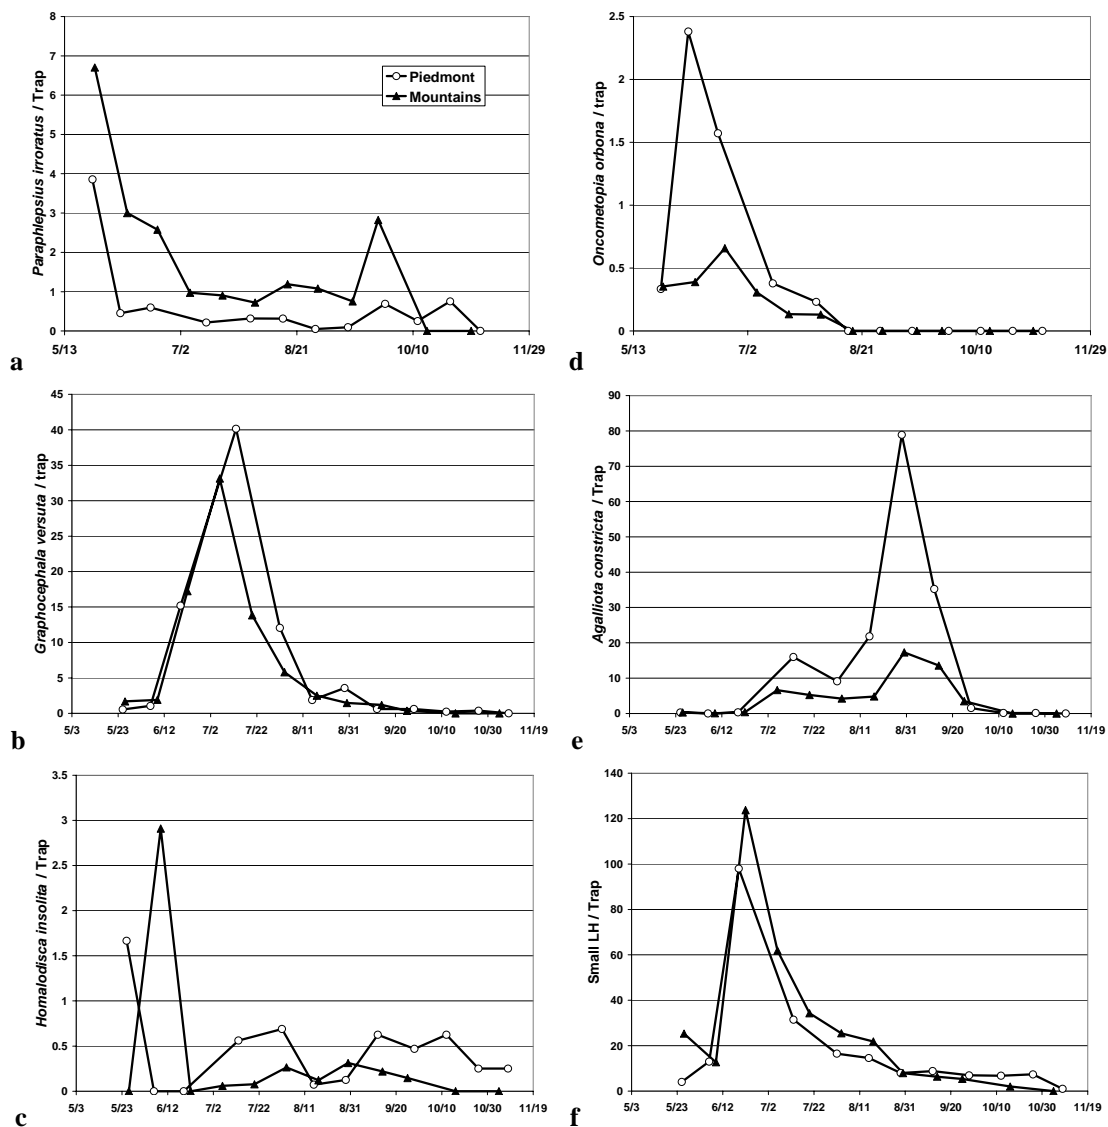 Paraphlepsius irroratus / Trap
8
7
6
5
4
3
2
1
0
5/13 7/2 8/21 10/10 11/29
Piedmont
Mountains
a
Oncometopia orbona / trap
2.5
2
1.5
1
0.5
0
5/13 7/2 8/21 10/10 11/29
d
Graphocephala versuta / trap
45
40
35
30
25
20
15
10
5
0
5/3 5/23 6/12 7/2 7/22 8/11 8/31 9/20 10/10 10/30 11/19
b
Agalliota constricta / Trap
90
80
70
60
50
40
30
20
10
0
5/3 5/23 6/12 7/2 7/22 8/11 8/31 9/20 10/10 10/30 11/19
e
Homalodisca insolita / Trap
3.5
3
2.5
2
1.5
1
0.5
0
5/3 5/23 6/12 7/2 7/22 8/11 8/31 9/20 10/10 10/30 11/19
c
Small LH / Trap
140
120
100
80
60
40
20
0
5/3 5/23 6/12 7/2 7/22 8/11 8/31 9/20 10/10 10/30 11/19
f